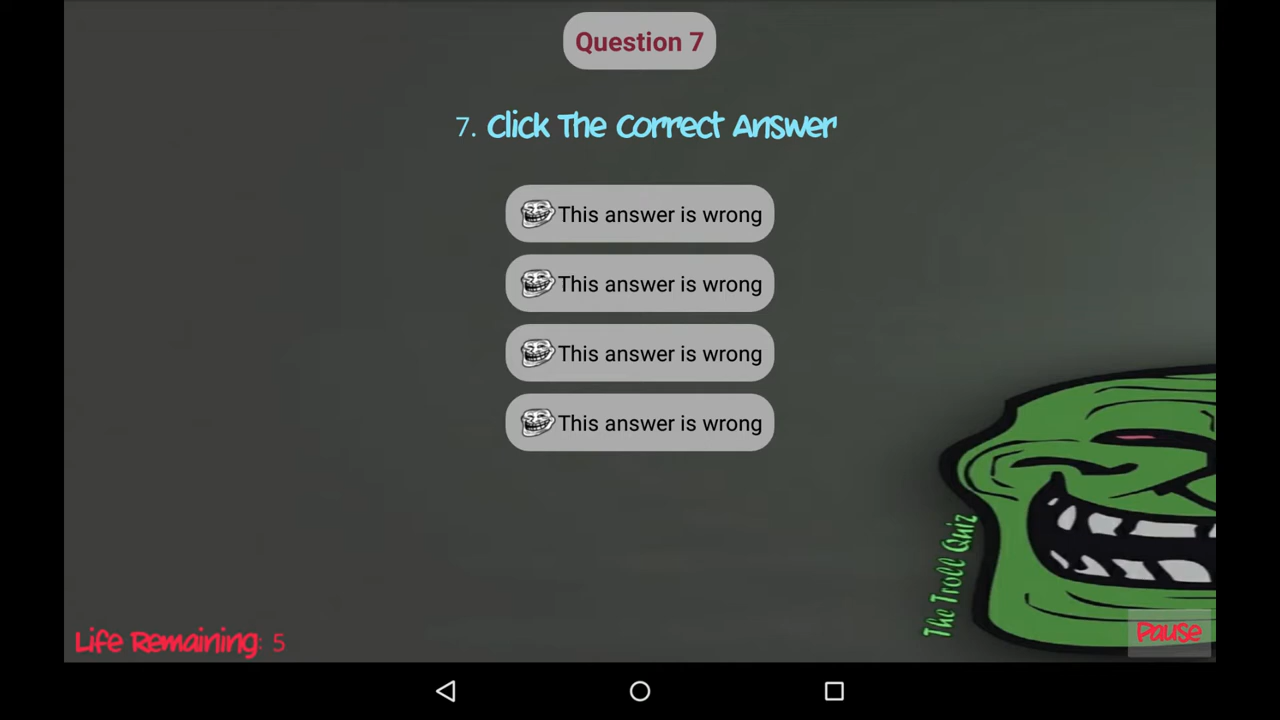 Question 7
7. Click The Correct Answer
This answer is wrong
This answer is wrong
This answer is wrong
This answer is wrong
The Troll Quiz
Life Remaining: 5
Pause